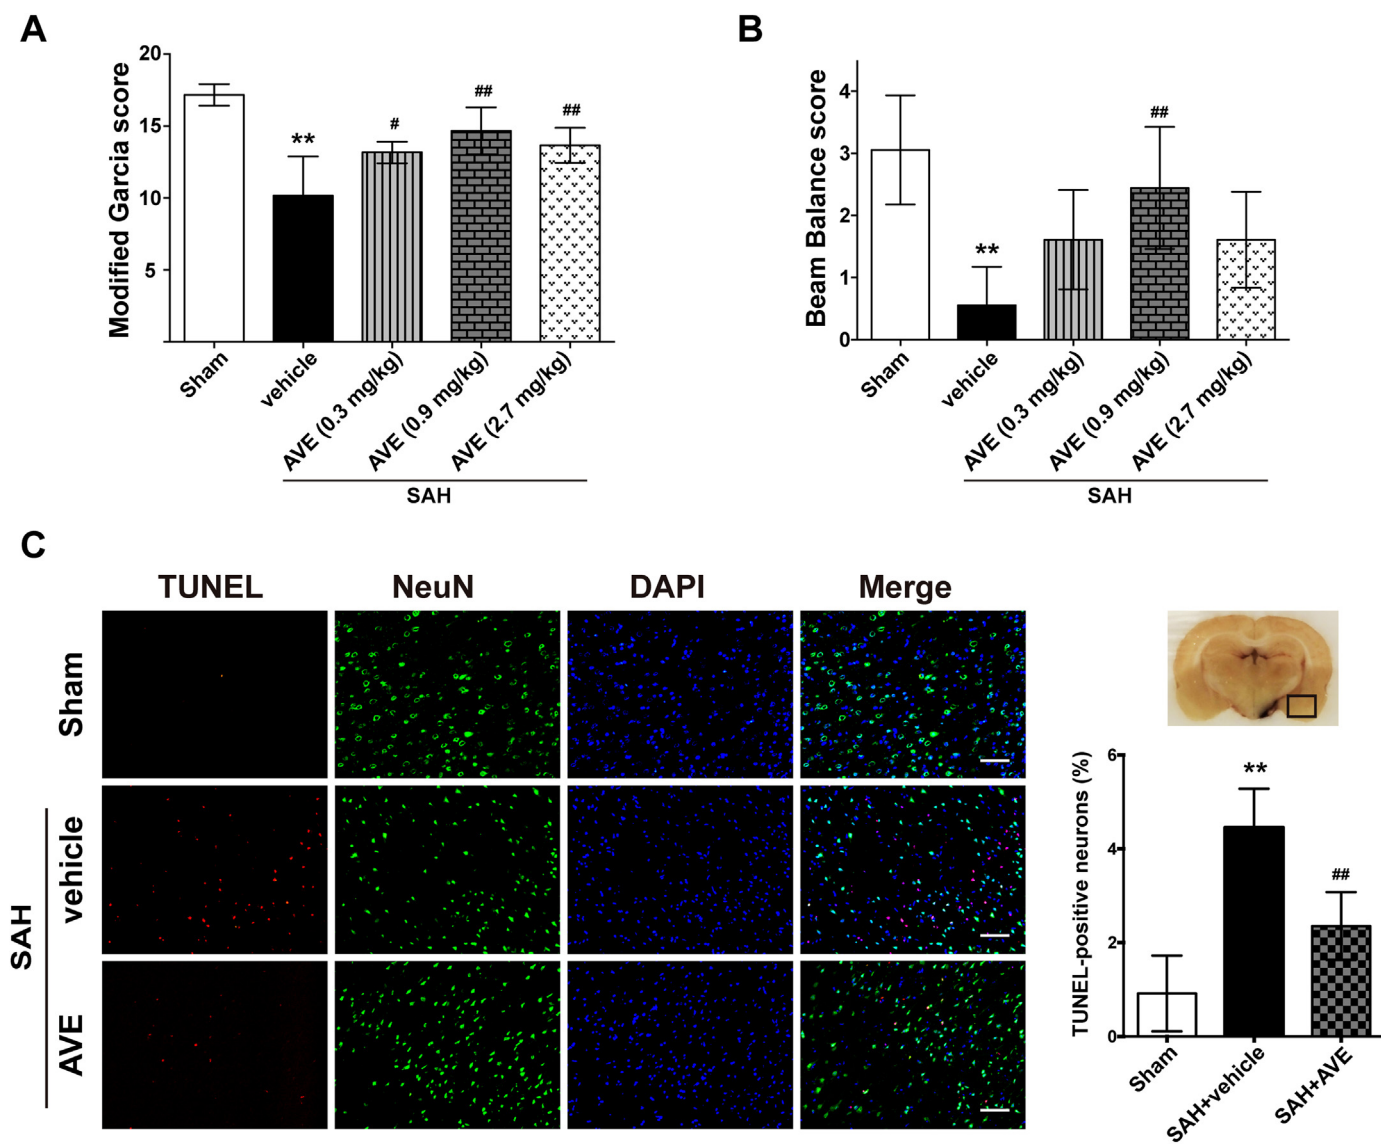 A
Modified Garcia score
20
15
10
5
**
#
##
##
Sham
vehicle
AVE (0.3 mg/kg)
AVE (0.9 mg/kg)
AVE (2.7 mg/kg)
SAH
B
Beam Balance score
4
3
2
1
0
**
##
Sham
vehicle
AVE (0.3 mg/kg)
AVE (0.9 mg/kg)
AVE (2.7 mg/kg)
SAH
C
TUNEL
NeuN
DAPI
Merge
Sham
SAH
vehicle
AVE
TUNEL-positive neurons (%)
6
4
2
0
**
##
Sham
SAH+vehicle
SAH+AVE